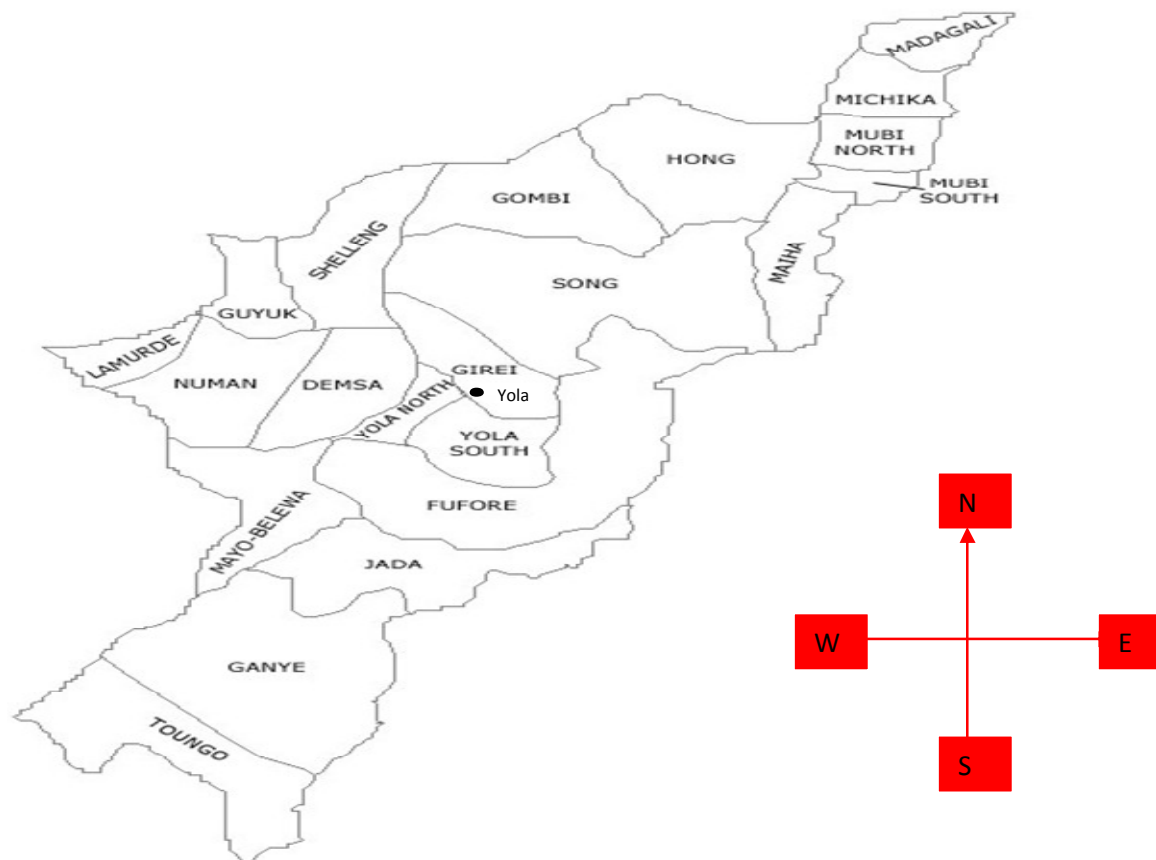 MADAGALI
MICHIKA
MUBI
NORTH
HONG
MUBI
SOUTH
GOMBI
SHELLENG
MAIHA
SONG
GUYUK
LAMURDE
GIREI
NUMAN
DEMSA
Yola
YOLA NORTH
YOLA
SOUTH
FUFORE
N
MAYO-BELEWA
JADA
W
E
GANYE
TOUNGO
S